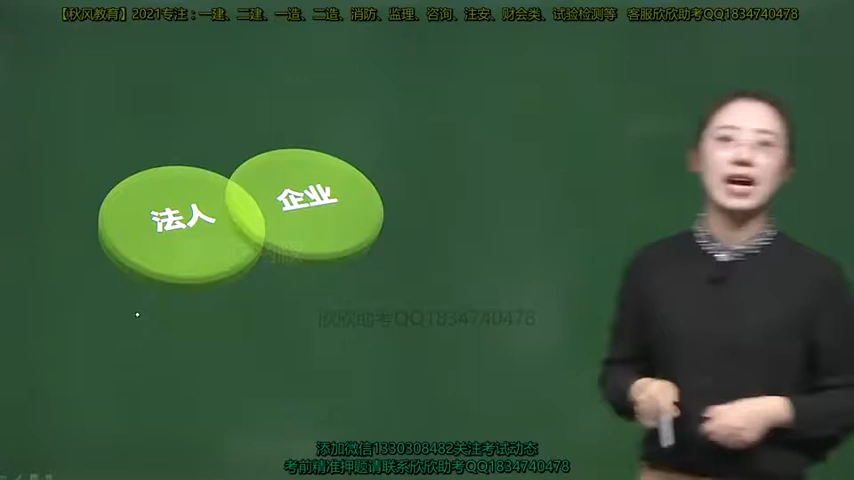 【秋风教育】2021专注：一建、二建、一造、二造、消防、监理、咨询、注安、财会类、试验检测等 客服欣欣助考QQ1834740478
法人
企业
欣欣助考QQ1834740478
添加微信1330308482关注考试动态
考前精准押题请联系欣欣助考QQ1834740478